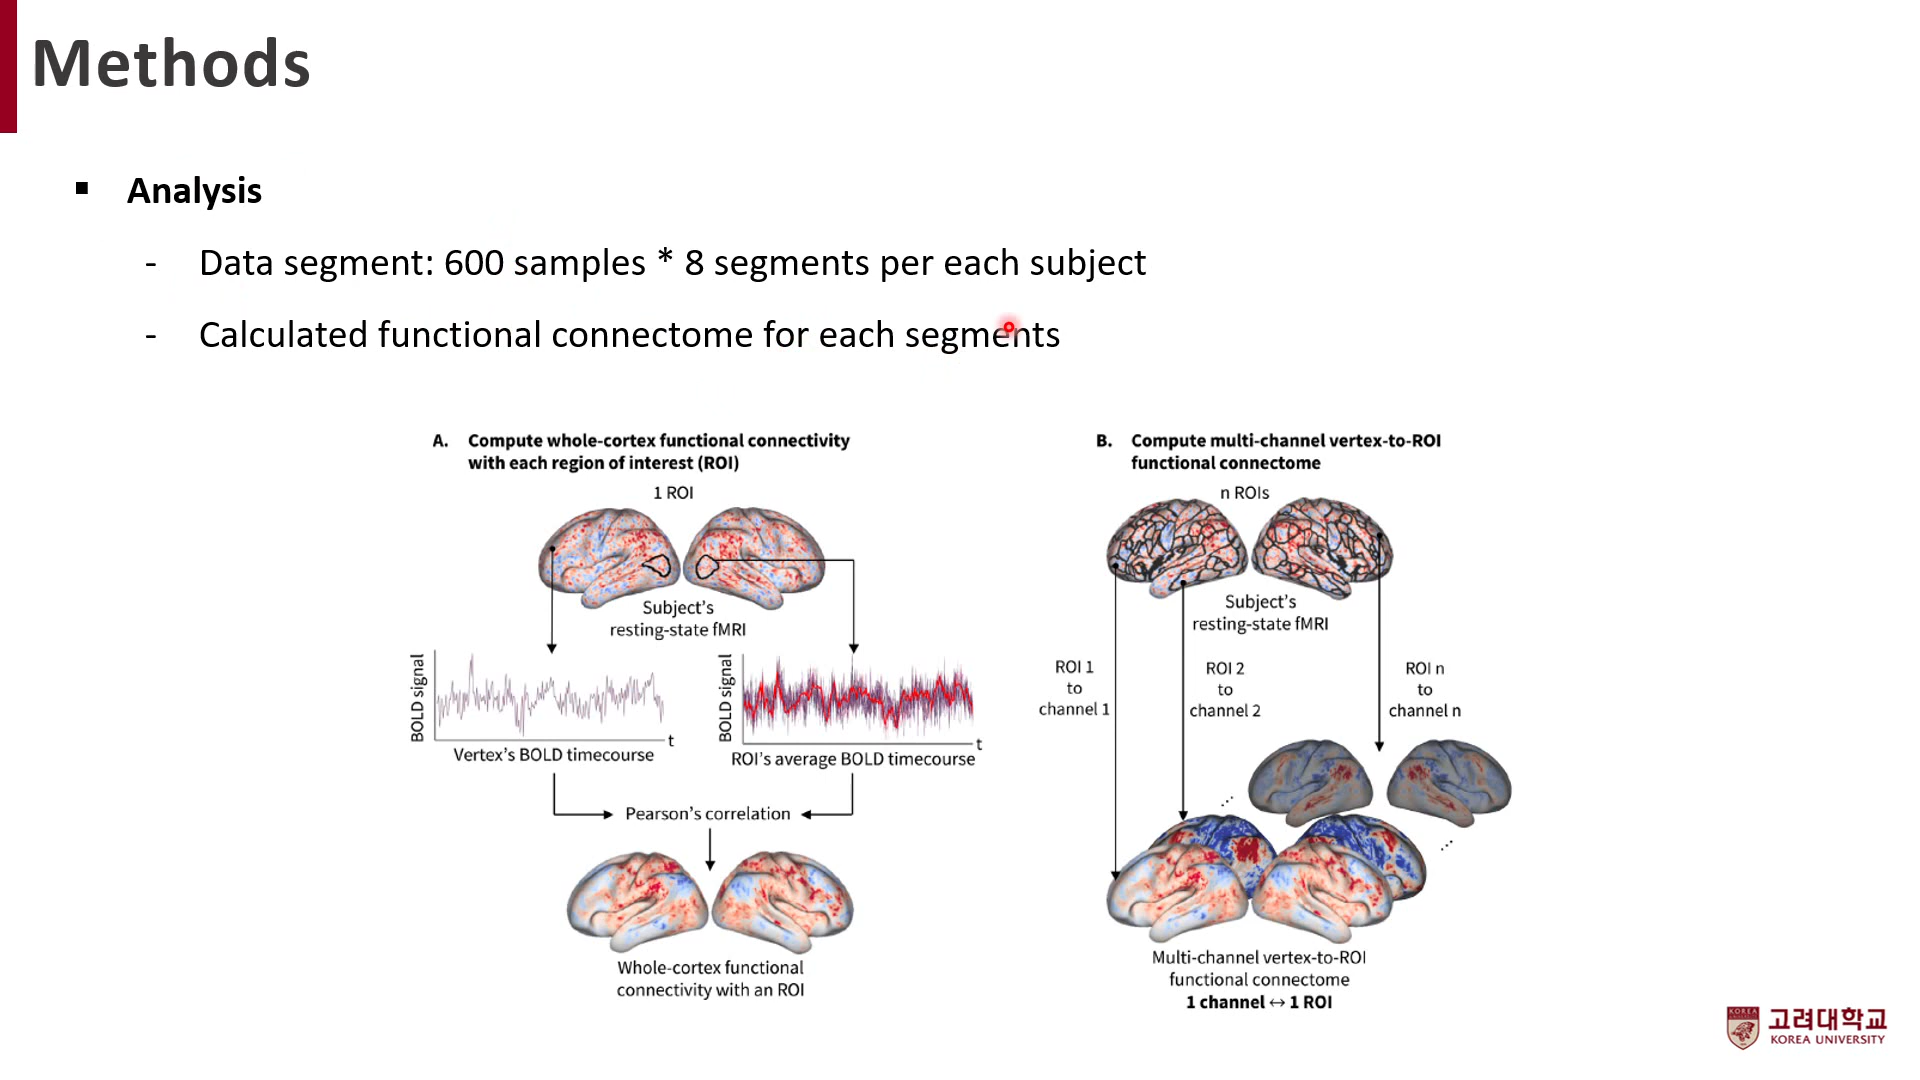 Methods
▪ Analysis
- Data segment: 600 samples * 8 segments per each subject
- Calculated functional connectome for each segments
A. Compute whole-cortex functional connectivity
with each region of interest (ROI)
1 ROI
Subject's
resting-state fMRI
BOLD signal
t
Vertex's BOLD timecourse
BOLD signal
t
ROI's average BOLD timecourse
Pearson's correlation
Whole-cortex functional
connectivity with an ROI
B. Compute multi-channel vertex-to-ROI
functional connectome
n ROIs
Subject's
resting-state fMRI
ROI 1
to
channel 1
ROI 2
to
channel 2
ROI n
to
channel n
...
...
Multi-channel vertex-to-ROI
functional connectome
1 channel ↔ 1 ROI
KOREA
고려대학교
KOREA UNIVERSITY